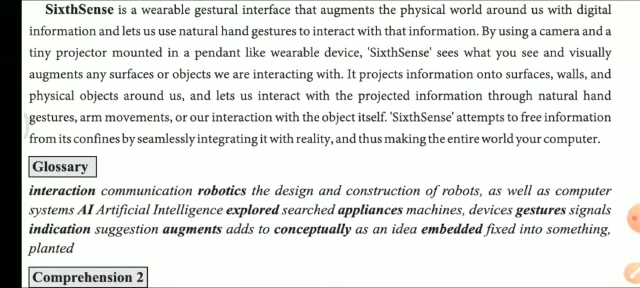 SixthSense is a wearable gestural interface that augments the physical world around us with digital
information and lets us use natural hand gestures to interact with that information. By using a camera and a
tiny projector mounted in a pendant like wearable device, 'SixthSense' sees what you see and visually
augments any surfaces or objects we are interacting with. It projects information onto surfaces, walls, and
physical objects around us, and lets us interact with the projected information through natural hand
gestures, arm movements, or our interaction with the object itself. 'SixthSense' attempts to free information
from its confines by seamlessly integrating it with reality, and thus making the entire world your computer.
Glossary
interaction communication robotics the design and construction of robots, as well as computer
systems AI Artificial Intelligence explored searched appliances machines, devices gestures signals
indication suggestion augments adds to conceptually as an idea embedded fixed into something,
planted
Comprehension 2